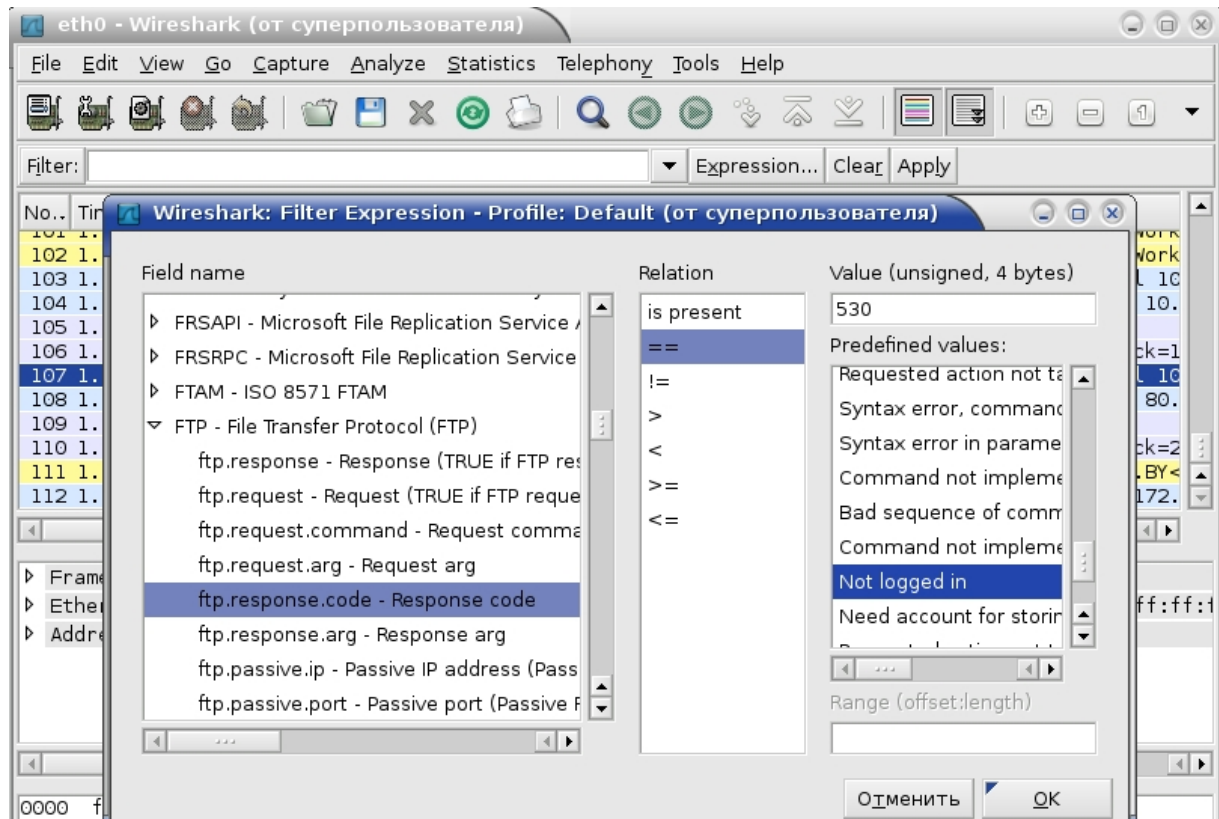 eth0 - Wireshark (от суперпользователя)
File Edit View Go Capture Analyze Statistics Telephony Tools Help
Filter: Expression... Clear Apply
No..
Wireshark: Filter Expression - Profile: Default (от суперпользователя)
102 1.
103 1.
104 1. 10.
105 1.
106 1.
107 1.
108 1. 80.
109 1.
110 1.
111 1.
112 1. 172.
Field name
FRSAPI - Microsoft File Replication Service
FRSRPC - Microsoft File Replication Service
FTAM - ISO 8571 FTAM
FTP - File Transfer Protocol (FTP)
ftp.response - Response (TRUE if FTP res
ftp.request - Request (TRUE if FTP reque
ftp.request.command - Request comma
ftp.request.arg - Request arg
ftp.response.code - Response code
ftp.response.arg - Response arg
ftp.passive.ip - Passive IP address (Pass
ftp.passive.port - Passive port (Passive
Relation
is present
==
!=
>
<
>=
<=
Value (unsigned, 4 bytes)
530
Predefined values:
Requested action not ta
Syntax error, command
Syntax error in parame
Command not impleme
Bad sequence of comm
Command not impleme
Not logged in
Need account for storin
Range (offset:length)
Отменить OK
Frame
Ether
Addre
0000 f